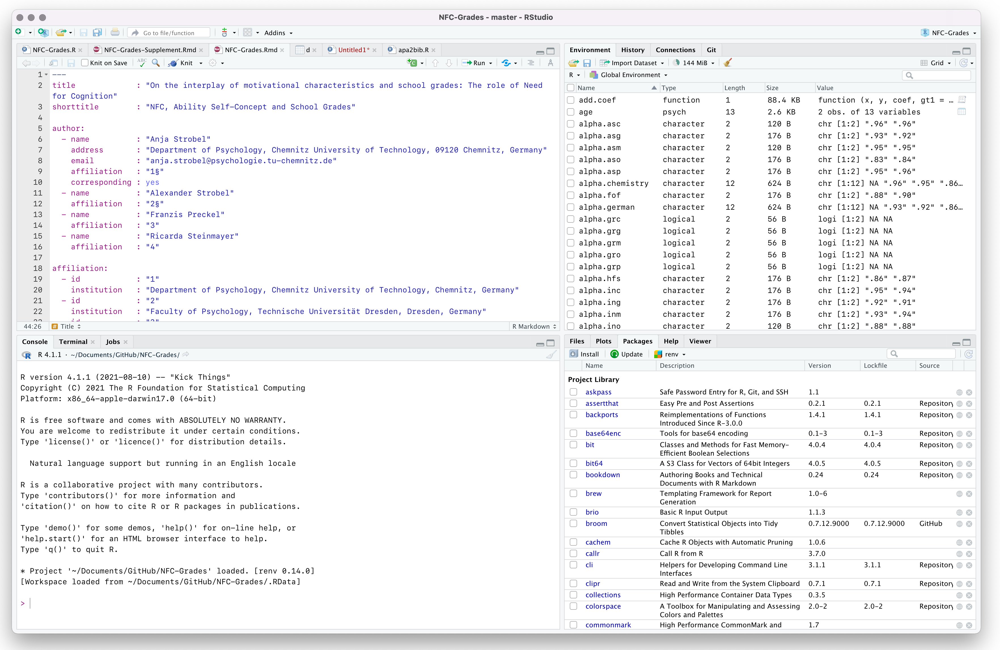 NFC-Grades - master - RStudio
Go to file/function
Addins
NFC-Grades
NFC-Grades.R
NFC-Grades-Supplement.Rmd
NFC-Grades.Rmd
d
Untitled1*
apa2bib.R
Knit on Save
ABC
Knit
Run
1 ---
2 title : "On the interplay of motivational characteristics and school grades: The role of Need
for Cognition"
3 shorttitle : "NFC, Ability Self-Concept and School Grades"
4
5 author:
6 - name : "Anja Strobel"
7 address : "Department of Psychology, Chemnitz University of Technology, 09120 Chemnitz, Germany"
8 email : "anja.strobel@psychologie.tu-chemnitz.de"
9 affiliation : "1§"
10 corresponding : yes
11 - name : "Alexander Strobel"
12 affiliation : "2§"
13 - name : "Franzis Preckel"
14 affiliation : "3"
15 - name : "Ricarda Steinmayer"
16 affiliation : "4"
17
18 affiliation:
19 - id : "1"
20 institution : "Department of Psychology, Chemnitz University of Technology, Chemnitz, Germany"
21 - id : "2"
22 institution : "Faculty of Psychology, Technische Universität Dresden, Dresden, Germany"
44:26 # Title R Markdown
Console Terminal Jobs
R 4.1.1 · ~/Documents/GitHub/NFC-Grades/
R version 4.1.1 (2021-08-10) -- "Kick Things"
Copyright (C) 2021 The R Foundation for Statistical Computing
Platform: x86_64-apple-darwin17.0 (64-bit)
R is free software and comes with ABSOLUTELY NO WARRANTY.
You are welcome to redistribute it under certain conditions.
Type 'license()' or 'licence()' for distribution details.
Natural language support but running in an English locale
R is a collaborative project with many contributors.
Type 'contributors()' for more information and
'citation()' on how to cite R or R packages in publications.
Type 'demo()' for some demos, 'help()' for on-line help, or
'help.start()' for an HTML browser interface to help.
Type 'q()' to quit R.
* Project '~/Documents/GitHub/NFC-Grades' loaded. [renv 0.14.0]
[Workspace loaded from ~/Documents/GitHub/NFC-Grades/.RData]
>
Environment History Connections Git
Import Dataset 144 MiB Grid
R Global Environment
Name Type Length Size Value
add.coef function 1 88.4 KB function (x, y, coef, gt1 = …
age psych 13 2.6 KB 2 obs. of 13 variables
alpha.asc character 2 120 B chr [1:2] ".96" ".96"
alpha.asg character 2 176 B chr [1:2] ".93" ".92"
alpha.asm character 2 120 B chr [1:2] ".95" ".95"
alpha.aso character 2 176 B chr [1:2] ".83" ".84"
alpha.asp character 2 176 B chr [1:2] ".95" ".96"
alpha.chemistry character 12 624 B chr [1:12] NA ".96" ".95" ".86…
alpha.fof character 2 176 B chr [1:2] ".88" ".90"
alpha.german character 12 624 B chr [1:12] NA ".93" ".92" ".86…
alpha.grc logical 2 56 B logi [1:2] NA NA
alpha.grg logical 2 56 B logi [1:2] NA NA
alpha.grm logical 2 56 B logi [1:2] NA NA
alpha.gro logical 2 56 B logi [1:2] NA NA
alpha.grp logical 2 56 B logi [1:2] NA NA
alpha.hfs character 2 176 B chr [1:2] ".86" ".87"
alpha.inc character 2 176 B chr [1:2] ".95" ".94"
alpha.ing character 2 176 B chr [1:2] ".92" ".91"
alpha.inm character 2 176 B chr [1:2] ".93" ".94"
alpha.ino character 2 120 B chr [1:2] ".88" ".88"
Files Plots Packages Help Viewer
Install Update renv
Name Description Version Lockfile Source
Project Library
askpass Safe Password Entry for R, Git, and SSH 1.1
assertthat Easy Pre and Post Assertions 0.2.1 0.2.1 Repository
backports Reimplementations of Functions 1.4.1 1.4.1 Repository
Introduced Since R-3.0.0
base64enc Tools for base64 encoding 0.1-3 0.1-3 Repository
bit Classes and Methods for Fast Memory- 4.0.4 4.0.4 Repository
Efficient Boolean Selections
bit64 A S3 Class for Vectors of 64bit Integers 4.0.5 4.0.5 Repository
bookdown Authoring Books and Technical 0.24 0.24 Repository
Documents with R Markdown
brew Templating Framework for Report 1.0-6
Generation
brio Basic R Input Output 1.1.3
broom Convert Statistical Objects into Tidy 0.7.12.9000 0.7.12.9000 GitHub
Tibbles
cachem Cache R Objects with Automatic Pruning 1.0.6
callr Call R from R 3.7.0
cli Helpers for Developing Command Line 3.1.1 3.1.1 Repository
Interfaces
clipr Read and Write from the System Clipboard 0.7.1 0.7.1 Repository
collections High Performance Container Data Types 0.3.5
colorspace A Toolbox for Manipulating and Assessing 2.0-2 2.0-2 Repository
Colors and Palettes
commonmark High Performance CommonMark and 1.7